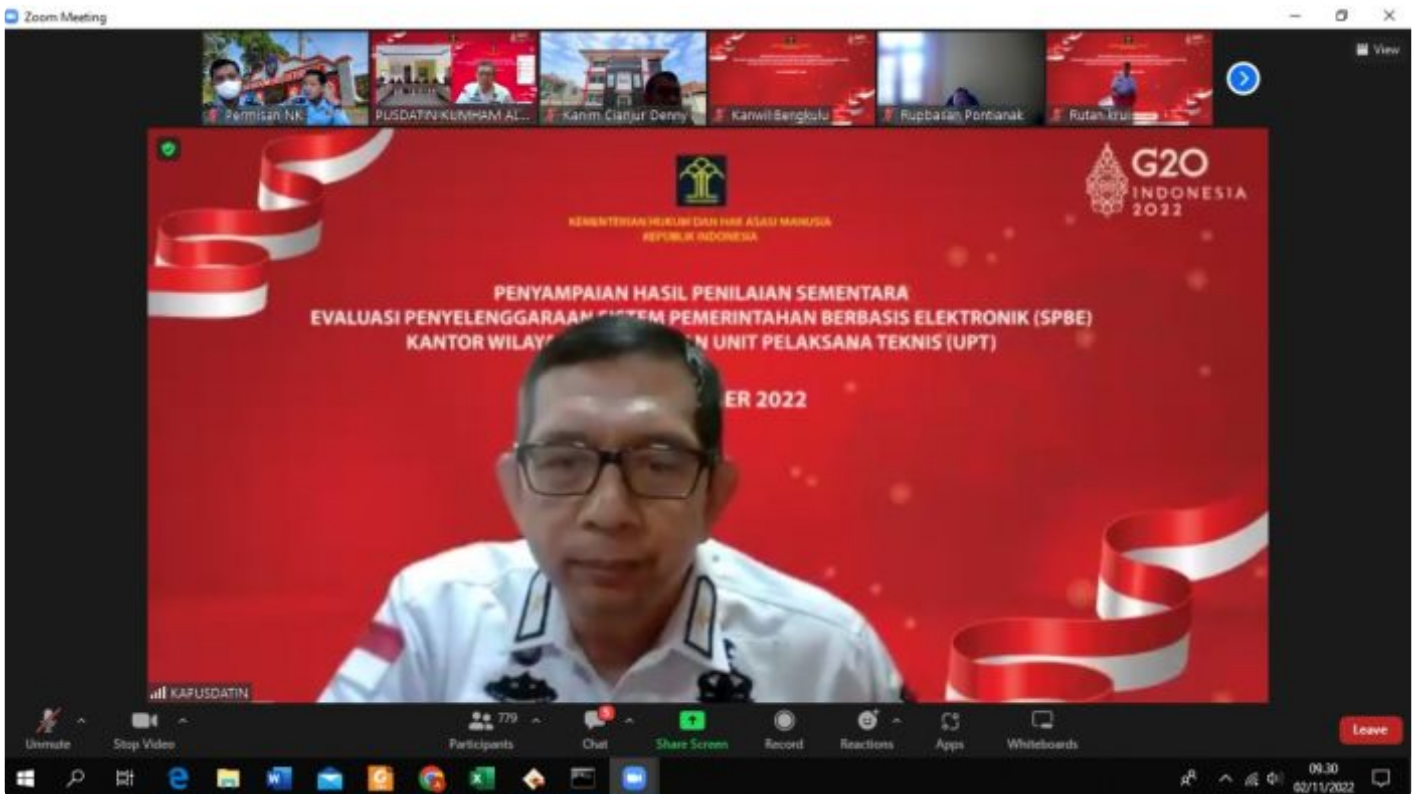 Zoom Meeting
View
Permisan NK
PUSDATIN KUMHAM AL...
Kanim Cianjur Denny
Kanwil Bengkulu
Rupbasan Pontianak
Rutan krui
G20
INDONESIA
2022
KEMENTERIAN HUKUM DAN HAK ASASI MANUSIA
REPUBLIK INDONESIA
PENYAMPAIAN HASIL PENILAIAN SEMENTARA
EVALUASI PENYELENGGARAAN SISTEM PEMERINTAHAN BERBASIS ELEKTRONIK (SPBE)
KANTOR UNIT PELAKSANA TEKNIS (UPT)
2022
KAPUSDATIN
Unmute
Stop Video
779
Participants
5
Chat
Share Screen
Record
Reactions
Apps
Whiteboards
Leave
09.30
02/11/2022